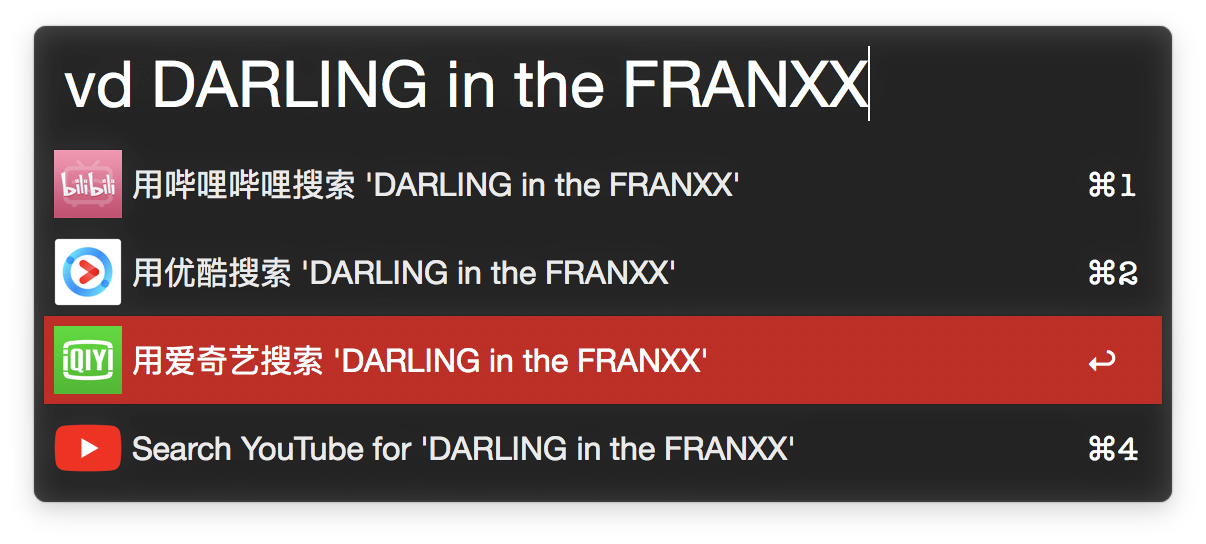 vd DARLING in the FRANXX
bilibili 用哔哩哔哩搜索 'DARLING in the FRANXX' ⌘1
用优酷搜索 'DARLING in the FRANXX' ⌘2
iQIYI 用爱奇艺搜索 'DARLING in the FRANXX' ↩
Search YouTube for 'DARLING in the FRANXX' ⌘4